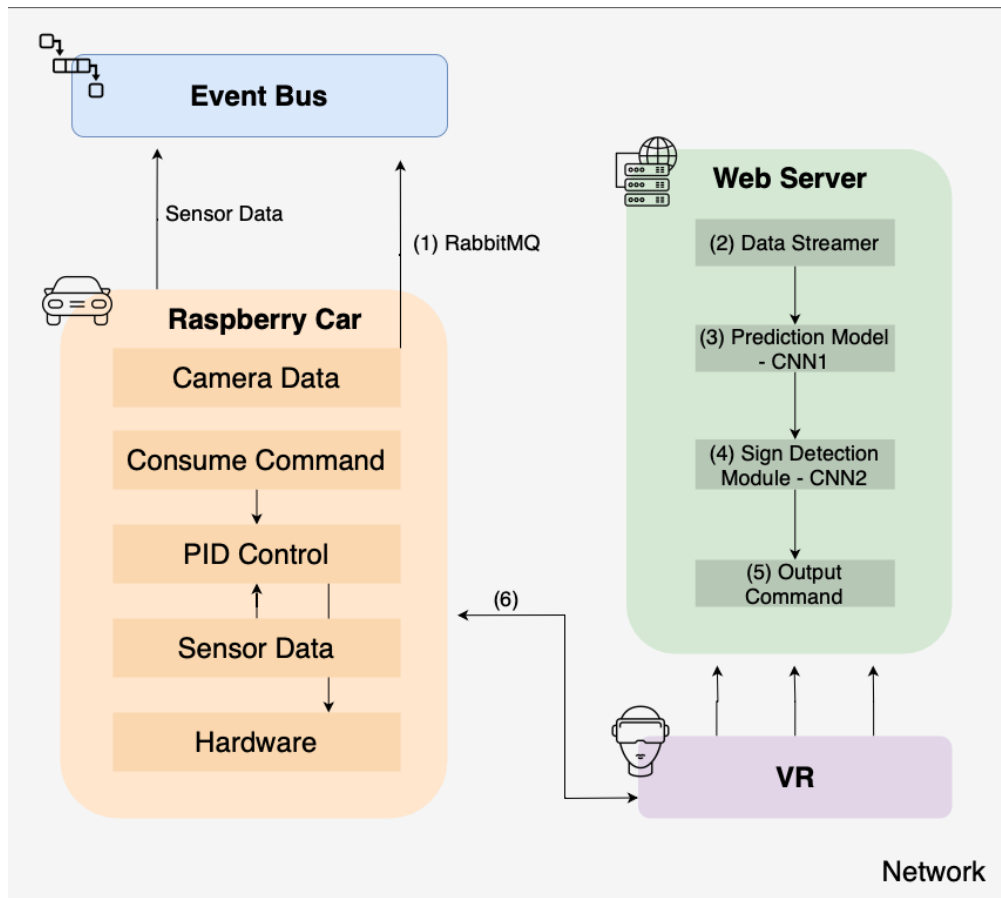 Event Bus
Sensor Data
(1) RabbitMQ
Raspberry Car
Camera Data
Consume Command
PID Control
Sensor Data
Hardware
Web Server
(2) Data Streamer
(3) Prediction Model
- CNN1
(4) Sign Detection
Module - CNN2
(5) Output
Command
(6)
VR
Network